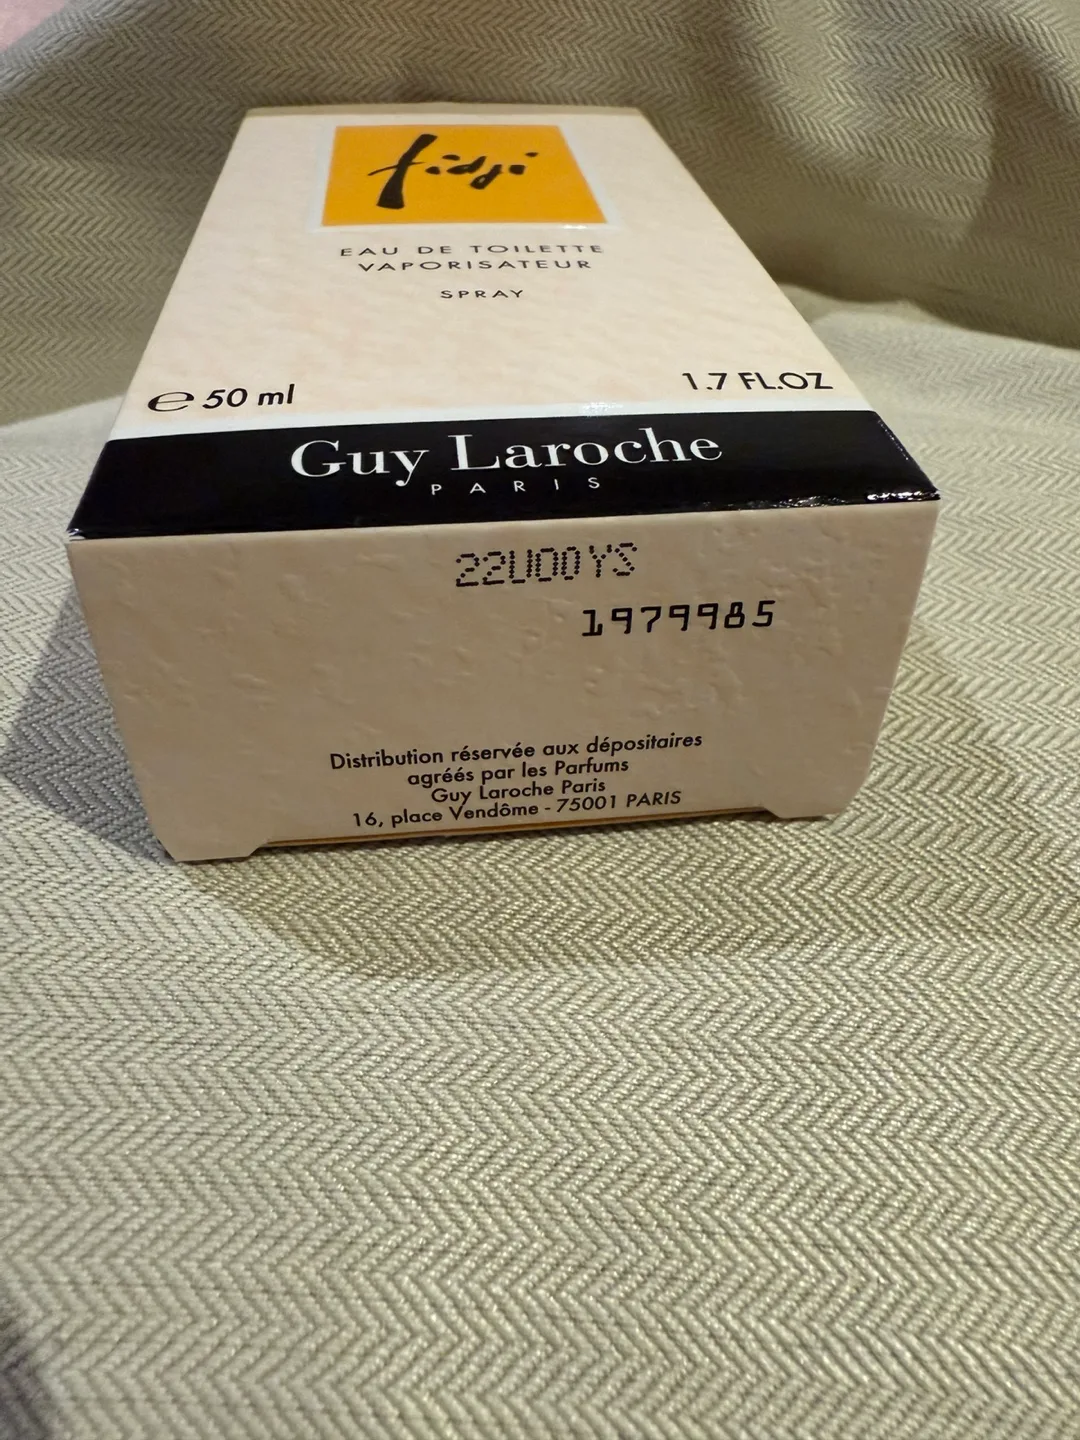 fidji
EAU DE TOILETTE
VAPORISATEUR
SPRAY
℮ 50 ml
1.7 FL.OZ
Guy Laroche
PARIS
22U00YS
1979985
Distribution réservée aux dépositaires
agréés par les Parfums
Guy Laroche Paris
16, place Vendôme - 75001 PARIS